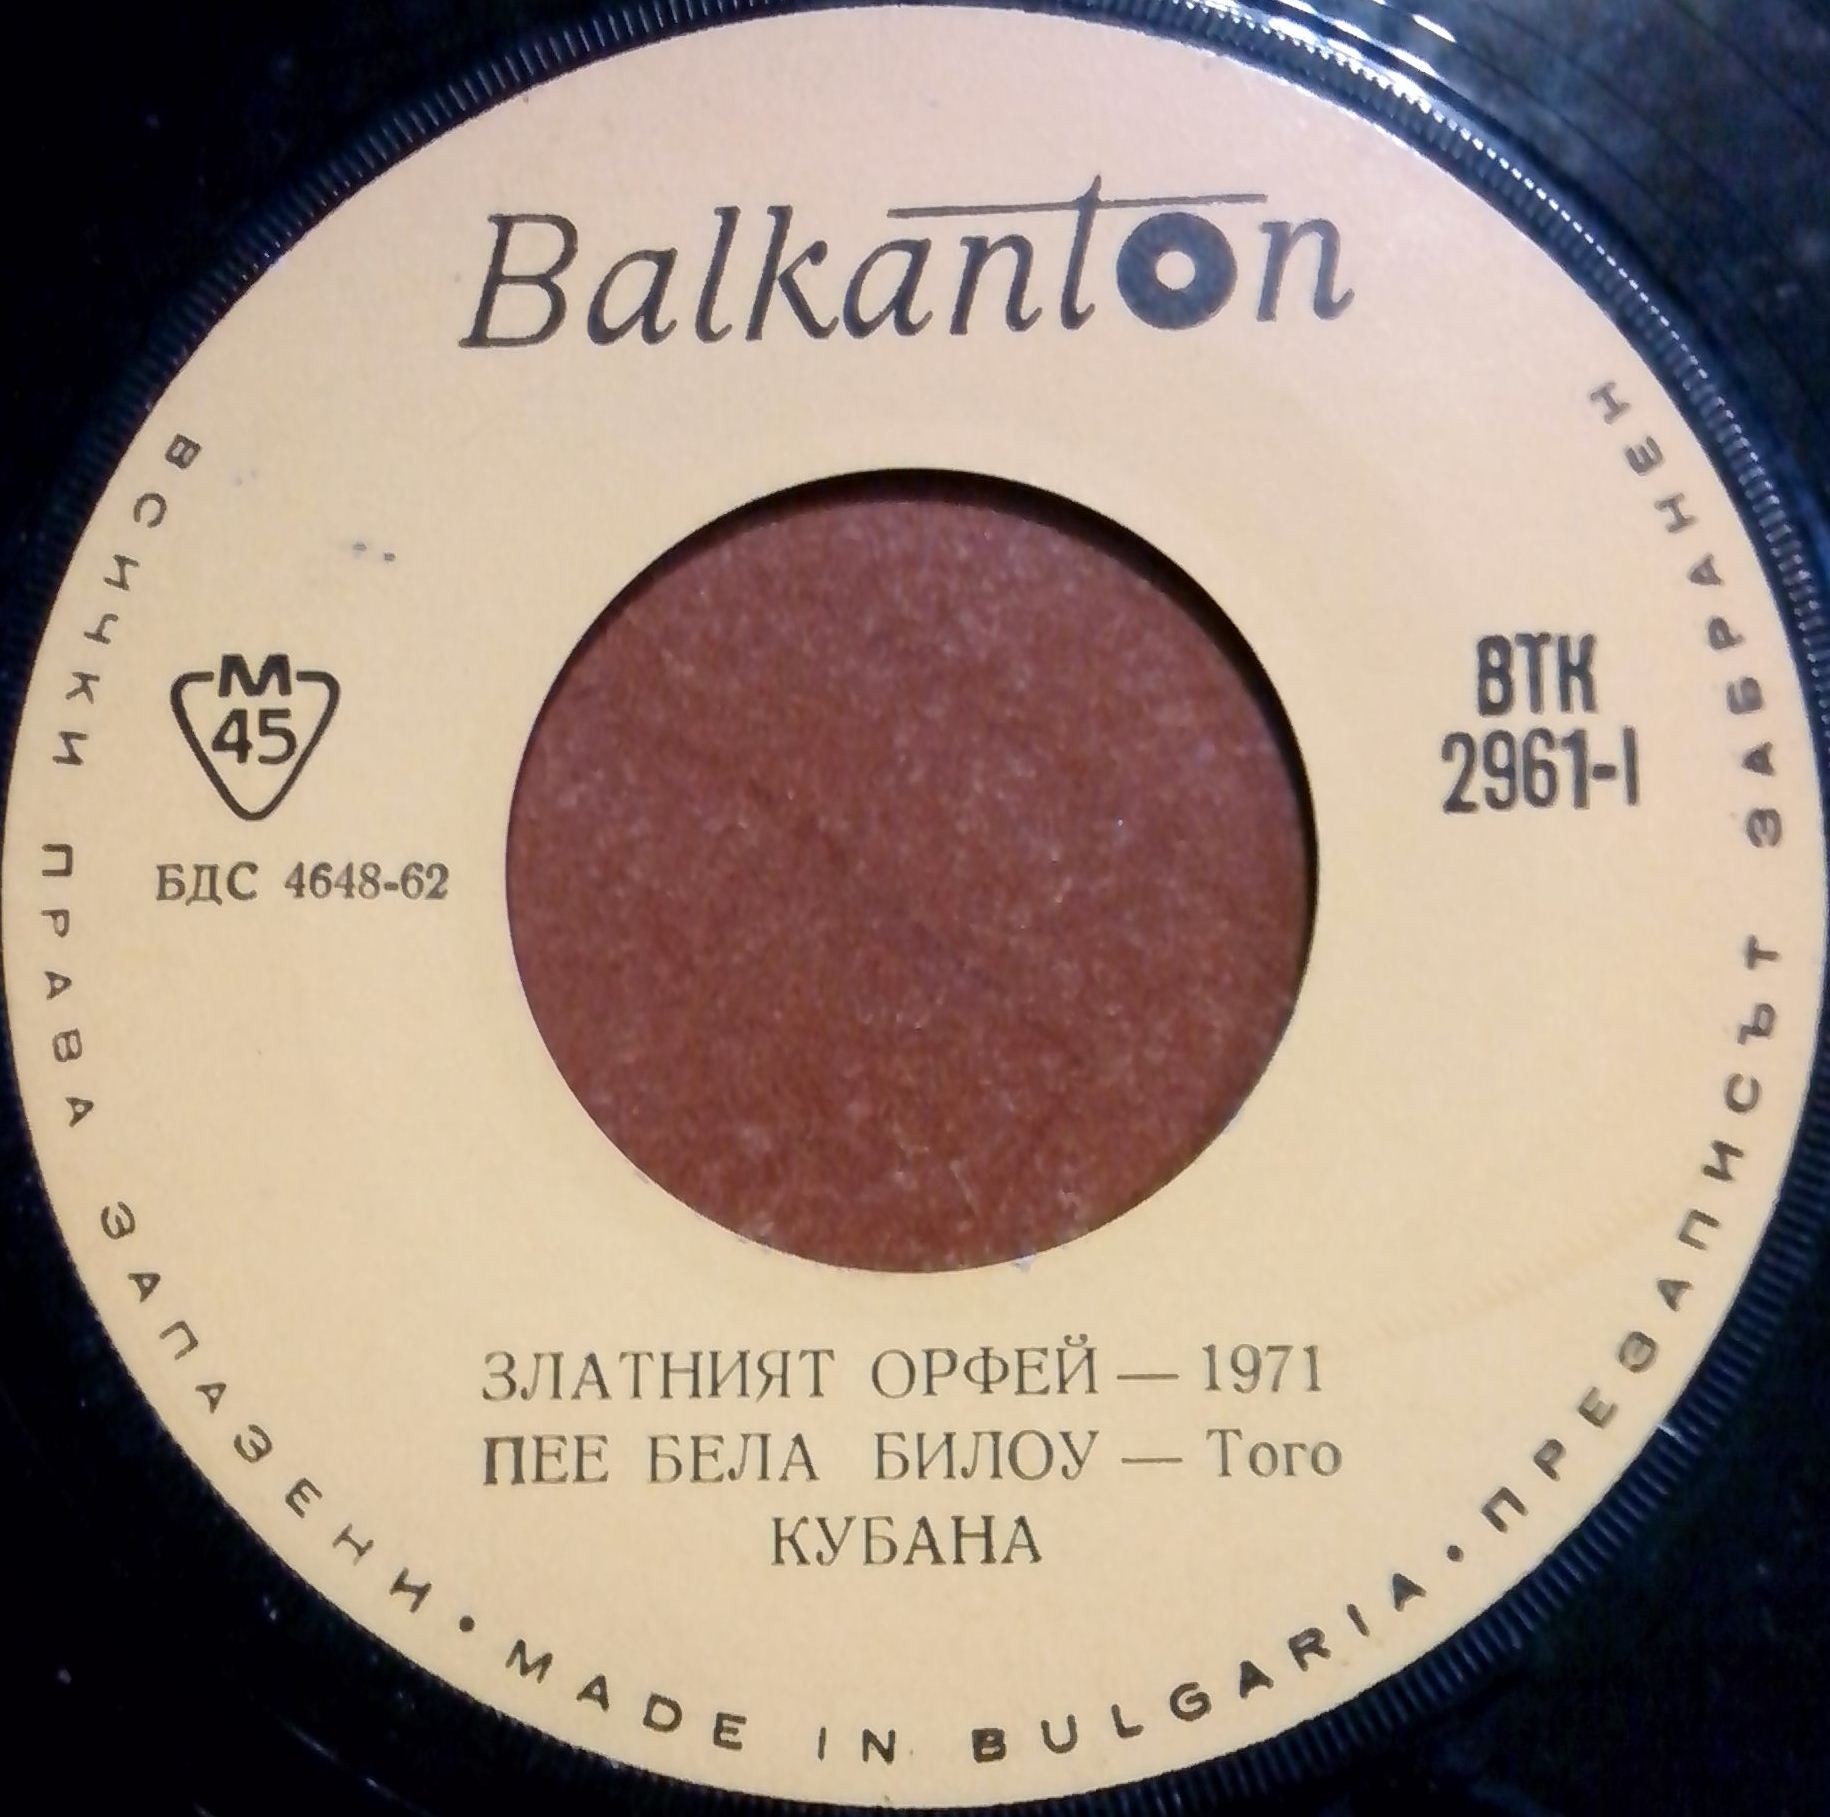 Balkanton
М
45
БДС 4648-62
ВТК
2961-I
ЗЛАТНИЯТ ОРФЕЙ — 1971
ПЕЕ БЕЛА БИЛОУ — Того
КУБАНА
ВСИЧКИ ПРАВА ЗАПАЗЕНИ • MADE IN BULGARIA • ПРЕЗАПИСЪТ ЗАБРАНЕН